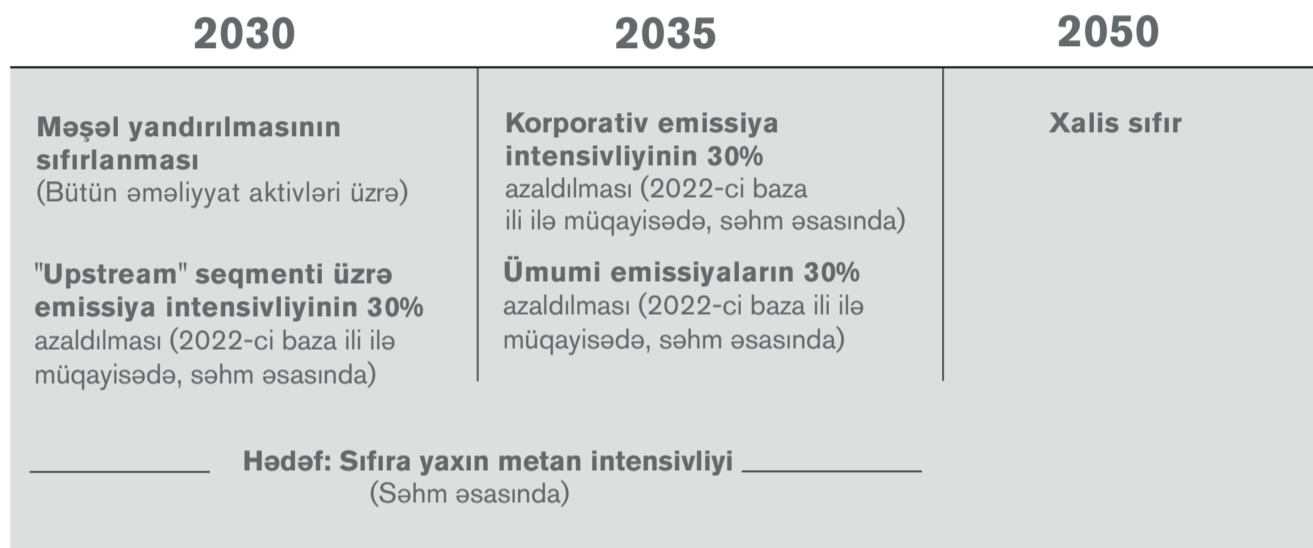 2030
2035
2050
Məşəl yandırılmasının
sıfırlanması
(Bütün əməliyyat aktivləri üzrə)
"Upstream" seqmenti üzrə
emissiya intensivliyinin 30%
azaldılması (2022-ci baza ili ilə
müqayisədə, səhm əsasında)
Korporativ emissiya
intensivliyinin 30%
azaldılması (2022-ci baza
ili ilə müqayisədə, səhm əsasında)
Ümumi emissiyaların 30%
azaldılması (2022-ci baza ili ilə
müqayisədə, səhm əsasında)
Xalis sıfır
Hədəf: Sıfıra yaxın metan intensivliyi
(Səhm əsasında)